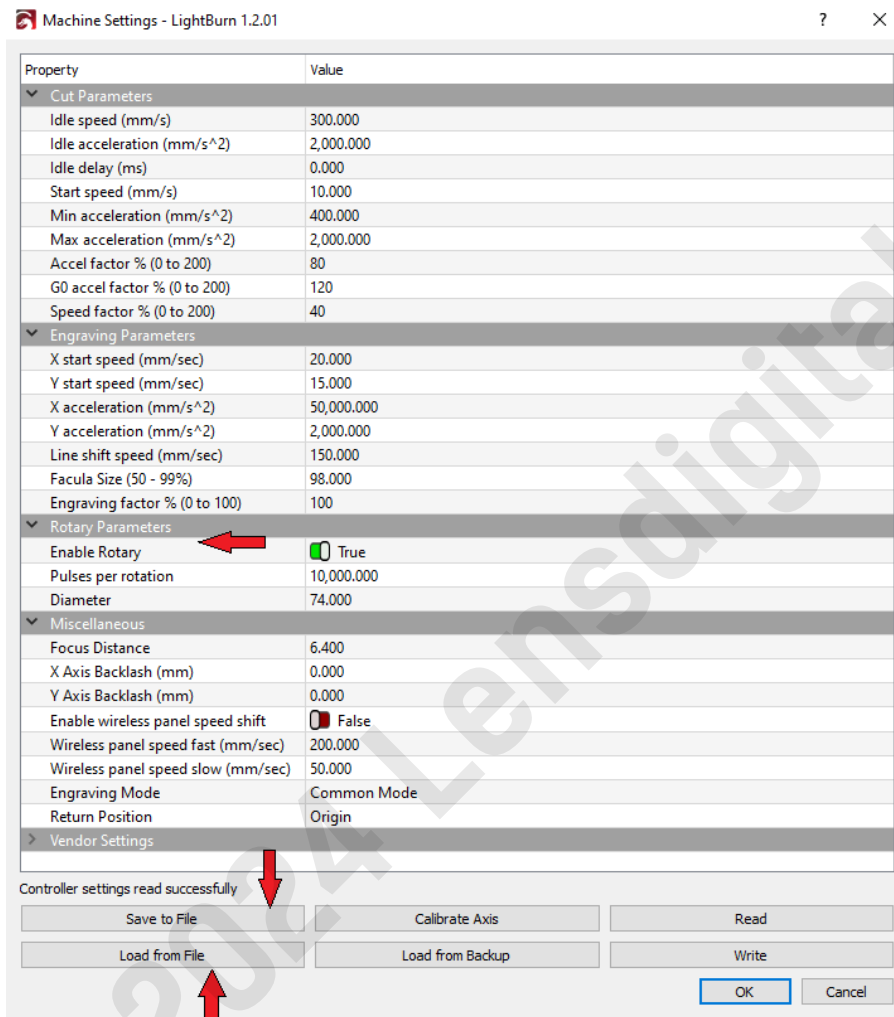 Machine Settings - LightBurn 1.2.01 ?
Property Value
Cut Parameters
Idle speed (mm/s) 300.000
Idle acceleration (mm/s^2) 2,000.000
Idle delay (ms) 0.000
Start speed (mm/s) 10.000
Min acceleration (mm/s^2) 400.000
Max acceleration (mm/s^2) 2,000.000
Accel factor % (0 to 200) 80
G0 accel factor % (0 to 200) 120
Speed factor % (0 to 200) 40
Engraving Parameters
X start speed (mm/sec) 20.000
Y start speed (mm/sec) 15.000
X acceleration (mm/s^2) 50,000.000
Y acceleration (mm/s^2) 2,000.000
Line shift speed (mm/sec) 150.000
Facula Size (50 - 99%) 98.000
Engraving factor % (0 to 100) 100
Rotary Parameters
Enable Rotary True
Pulses per rotation 10,000.000
Diameter 74.000
Miscellaneous
Focus Distance 6.400
X Axis Backlash (mm) 0.000
Y Axis Backlash (mm) 0.000
Enable wireless panel speed shift False
Wireless panel speed fast (mm/sec) 200.000
Wireless panel speed slow (mm/sec) 50.000
Engraving Mode Common Mode
Return Position Origin
Vendor Settings
Controller settings read successfully
Save to File Calibrate Axis Read
Load from File Load from Backup Write
OK Cancel
2024 Lensdigital